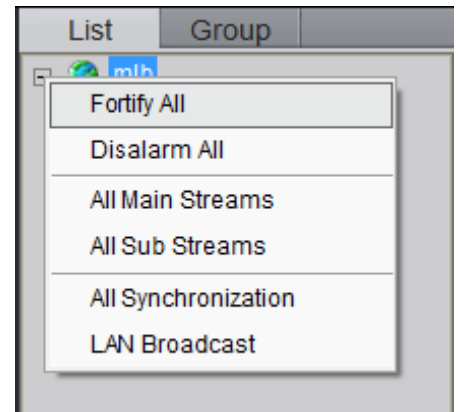 List Group
mlb
Fortify All
Disalarm All
All Main Streams
All Sub Streams
All Synchronization
LAN Broadcast